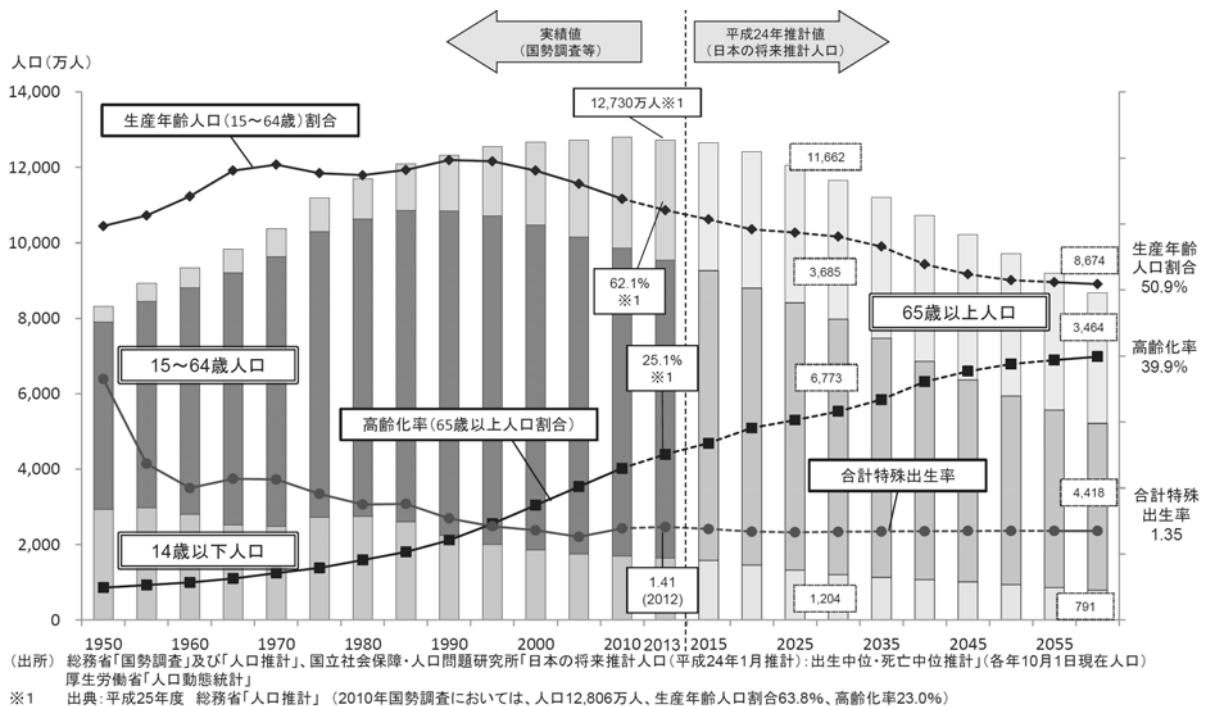 実績値
(国勢調査等)
平成24年推計値
(日本の将来推計人口)
人口(万人)
14,000
12,000
10,000
8,000
6,000
4,000
2,000
0
生産年齢人口(15~64歳)割合
12,730万人※1
11,662
62.1%
※1
3,685
8,674
65歳以上人口
3,464
生産年齢
人口割合
50.9%
15~64歳人口
25.1%
※1
6,773
高齢化率
39.9%
高齢化率(65歳以上人口割合)
合計特殊出生率
4,418
合計特殊
出生率
1.35
14歳以下人口
1.41
(2012)
1,204
791
1950 1960 1970 1980 1990 2000 2010 2013 2015 2025 2035 2045 2055
(出所) 総務省「国勢調査」及び「人口推計」、国立社会保障・人口問題研究所「日本の将来推計人口(平成24年1月推計):出生中位・死亡中位推計」(各年10月1日現在人口)
厚生労働省「人口動態統計」
※1 出典:平成25年度 総務省「人口推計」 (2010年国勢調査においては、人口12,806万人、生産年齢人口割合63.8%、高齢化率23.0%)